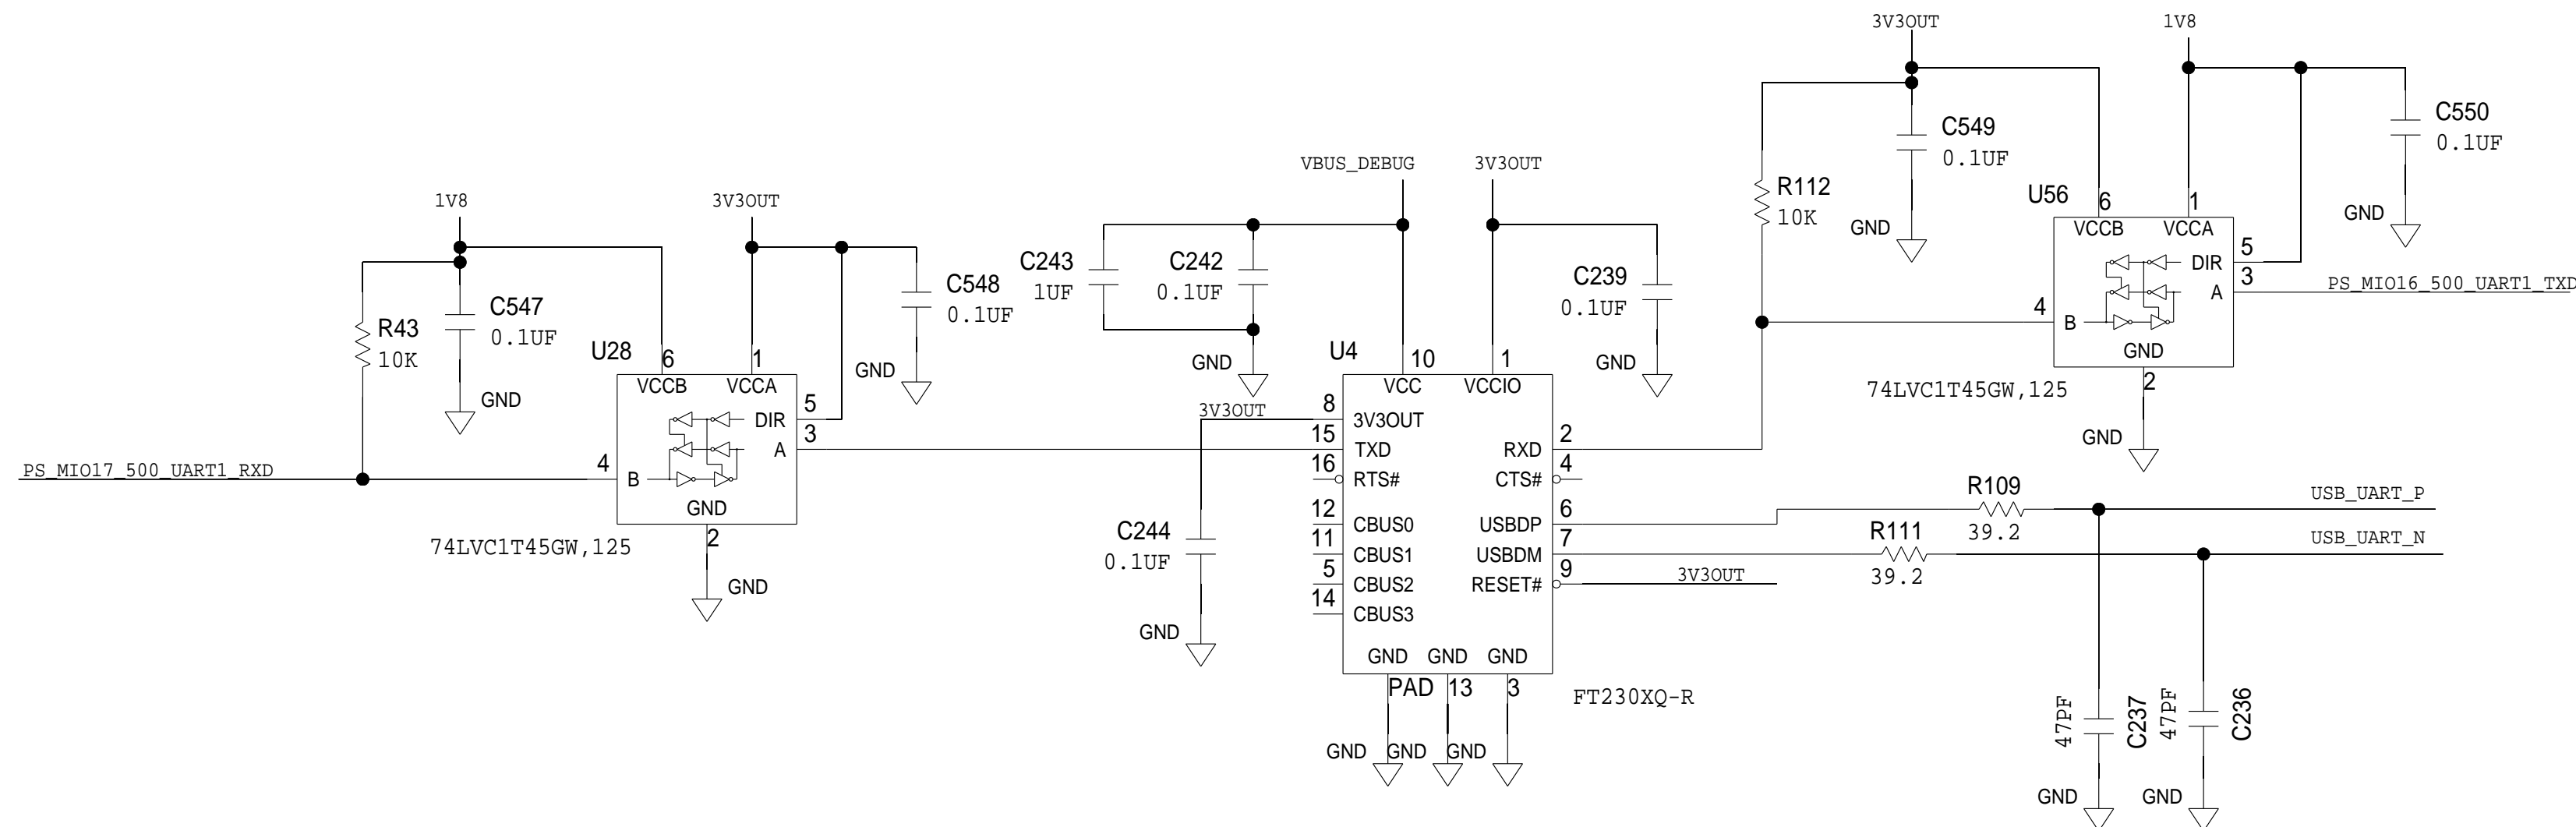 3V3OUT
1V8
C549
0.1UF
C550
0.1UF
R112
10K
GND
GND
U56
6
1
VCCB
VCCA
5
DIR
3
A
PS_MIO16_500_UART1_TXD
4
B
GND
2
74LVC1T45GW,125
GND
VBUS_DEBUG
3V3OUT
C243
1UF
C242
0.1UF
GND
C239
0.1UF
GND
1V8
3V3OUT
C547
0.1UF
R43
10K
GND
C548
0.1UF
GND
U28
6
1
VCCB
VCCA
5
DIR
3
A
PS_MIO17_500_UART1_RXD
4
B
GND
2
74LVC1T45GW,125
GND
U4
10
1
VCC
VCCIO
3V3OUT
8
3V3OUT
15
TXD
16
RTS#
12
CBUS0
11
CBUS1
5
CBUS2
14
CBUS3
2
RXD
4
CTS#
6
USBDP
7
USBDM
9
RESET#
3V3OUT
C244
0.1UF
GND
GND
GND
GND
PAD
13
3
FT230XQ-R
GND
GND
GND
R109
39.2
USB_UART_P
R111
39.2
USB_UART_N
47PF
C237
47PF
C236
GND
GND